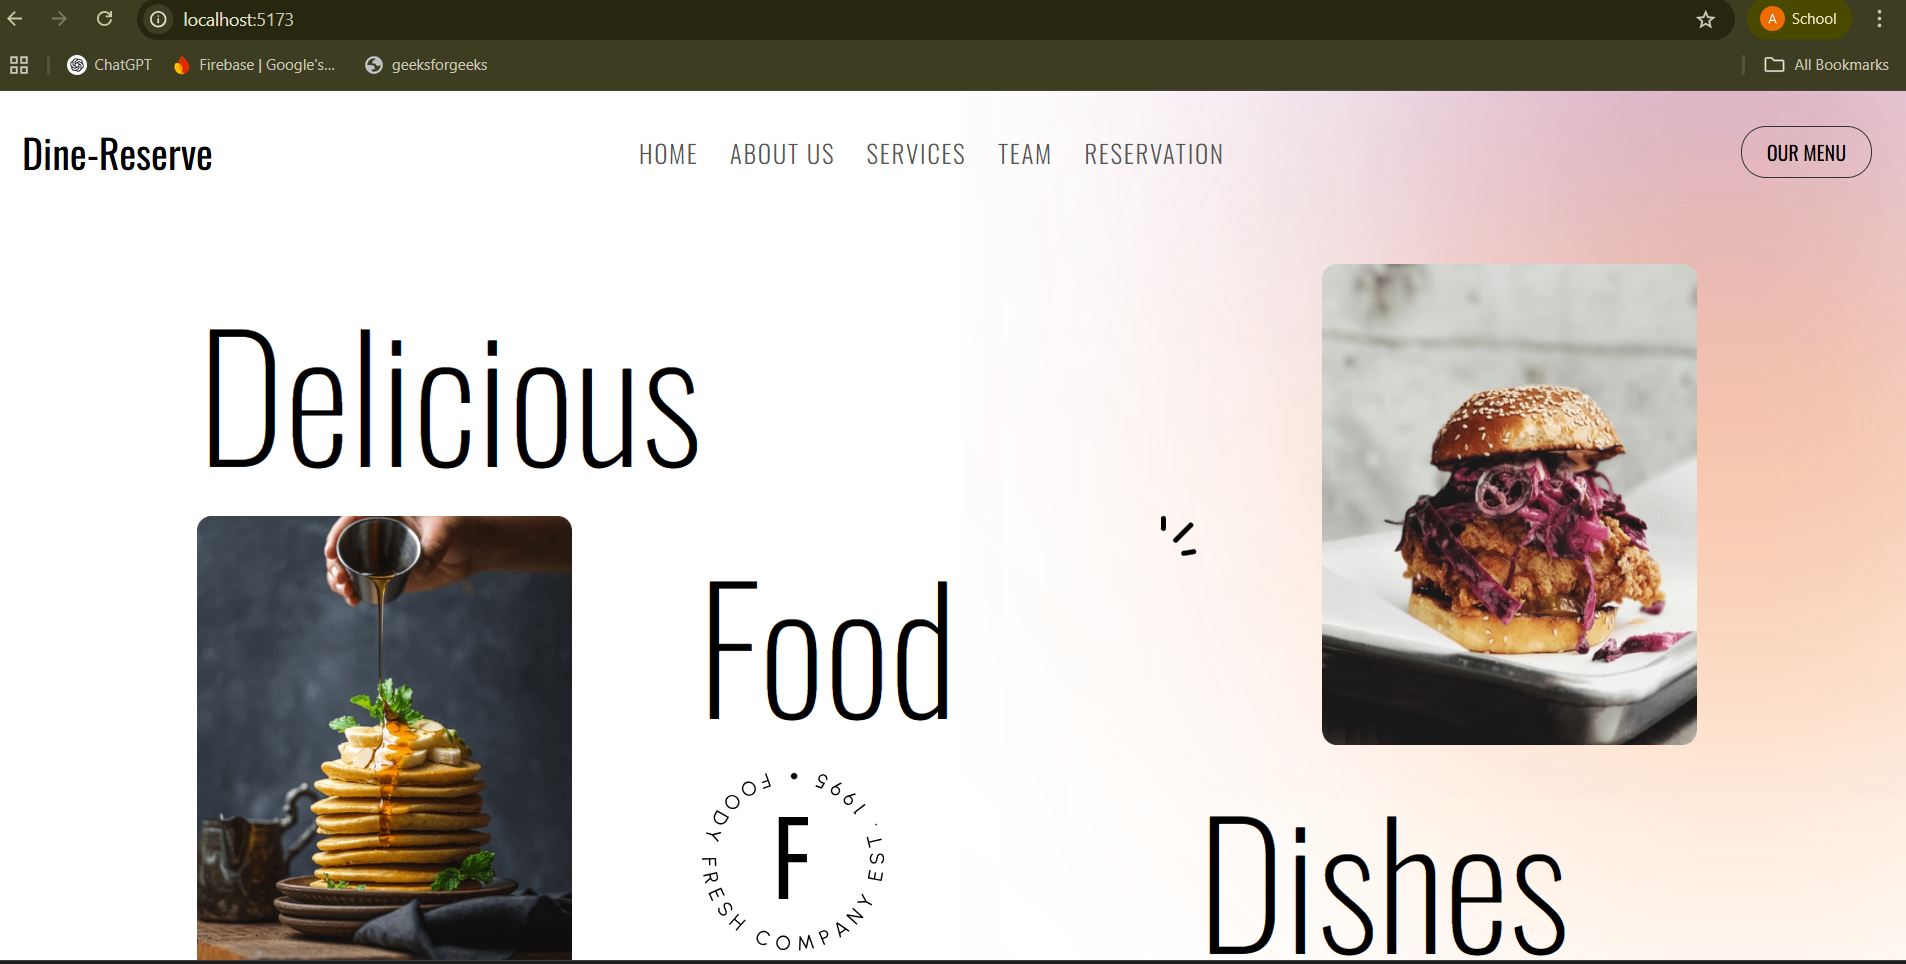 localhost:5173
A School
ChatGPT
Firebase | Google's...
geeksforgeeks
All Bookmarks
Dine-Reserve
HOME
ABOUT US
SERVICES
TEAM
RESERVATION
OUR MENU
Delicious
Food
FOODY FRESH COMPANY EST . 1995 •
F
Dishes